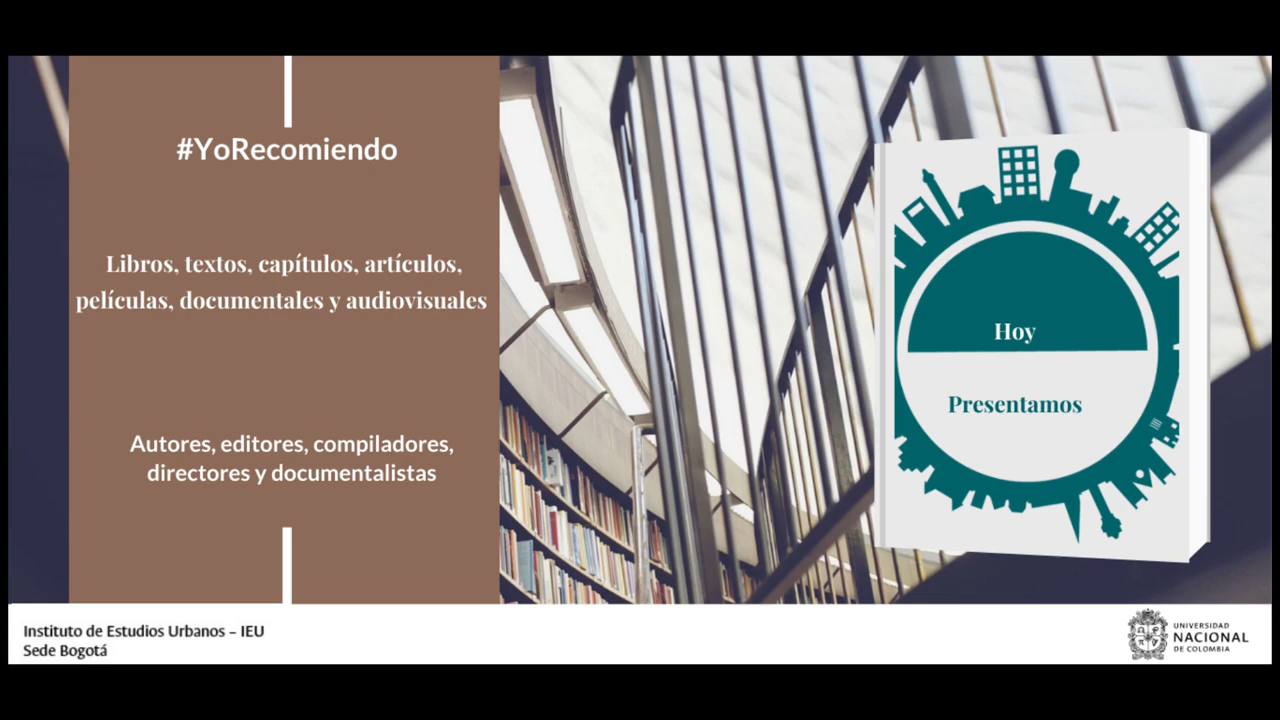 #YoRecomiendo
Libros, textos, capítulos, artículos,
películas, documentales y audiovisuales
Autores, editores, compiladores,
directores y documentalistas
Hoy
Presentamos
Instituto de Estudios Urbanos – IEU
Sede Bogotá
UNIVERSIDAD
NACIONAL
DE COLOMBIA